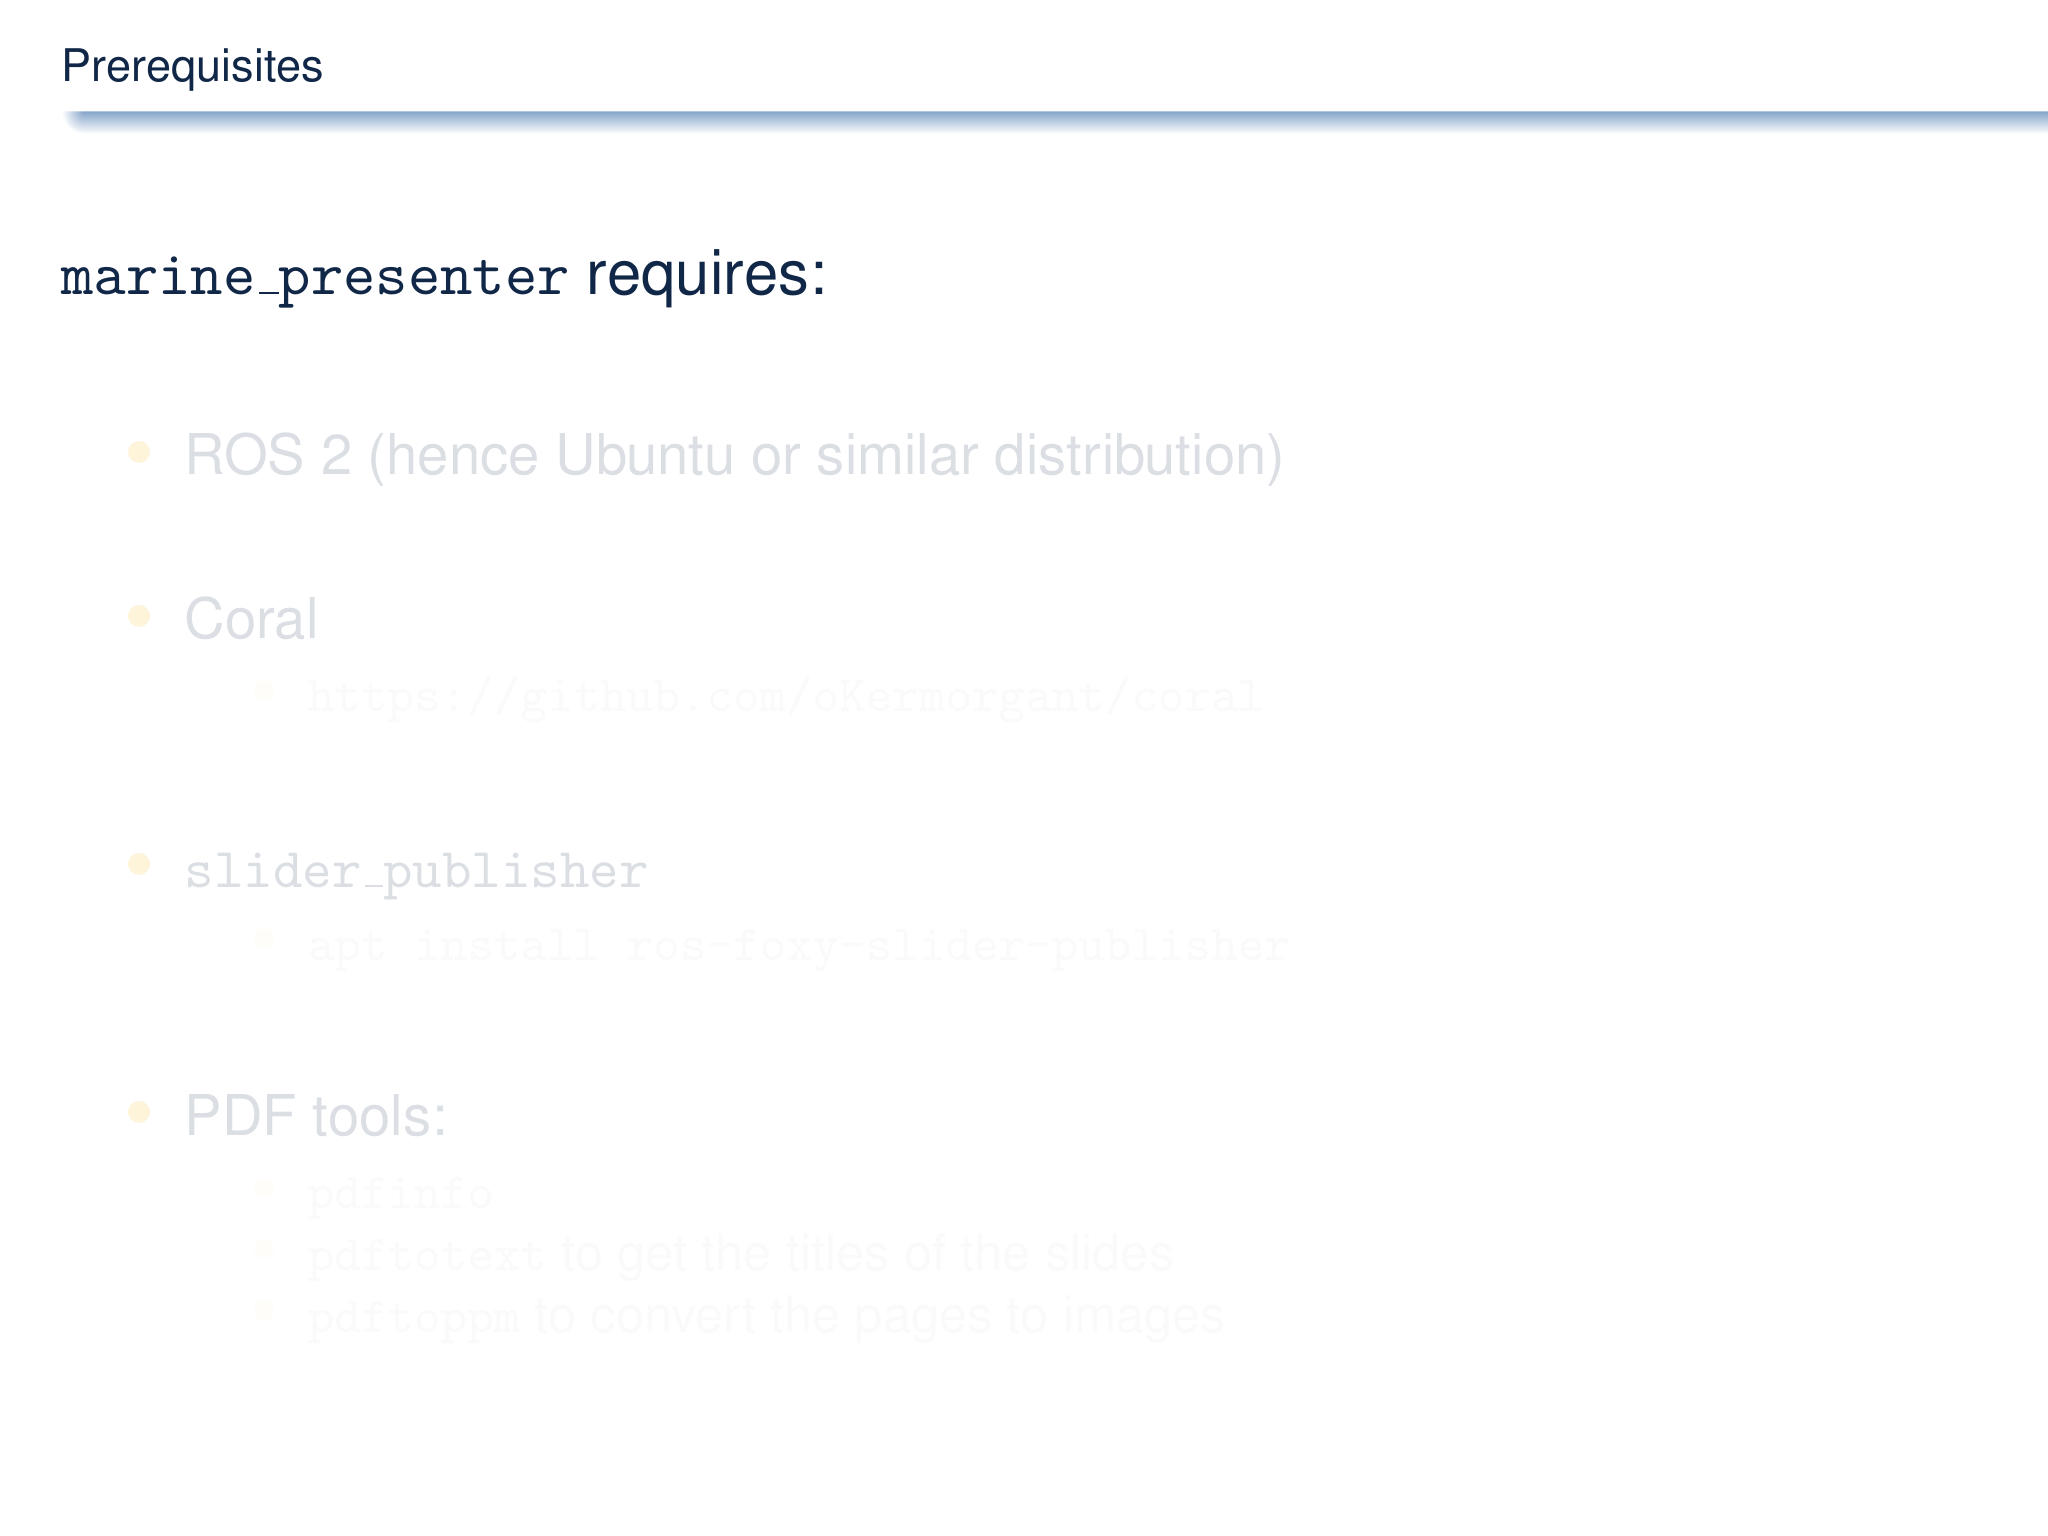 Prerequisites
marine_presenter requires:
ROS 2 (hence Ubuntu or similar distribution)
Coral
https://github.com/oKermorgant/coral
slider_publisher
apt install ros-foxy-slider-publisher
PDF tools:
pdfinfo
pdftotext to get the titles of the slides
pdftoppm to convert the pages to images